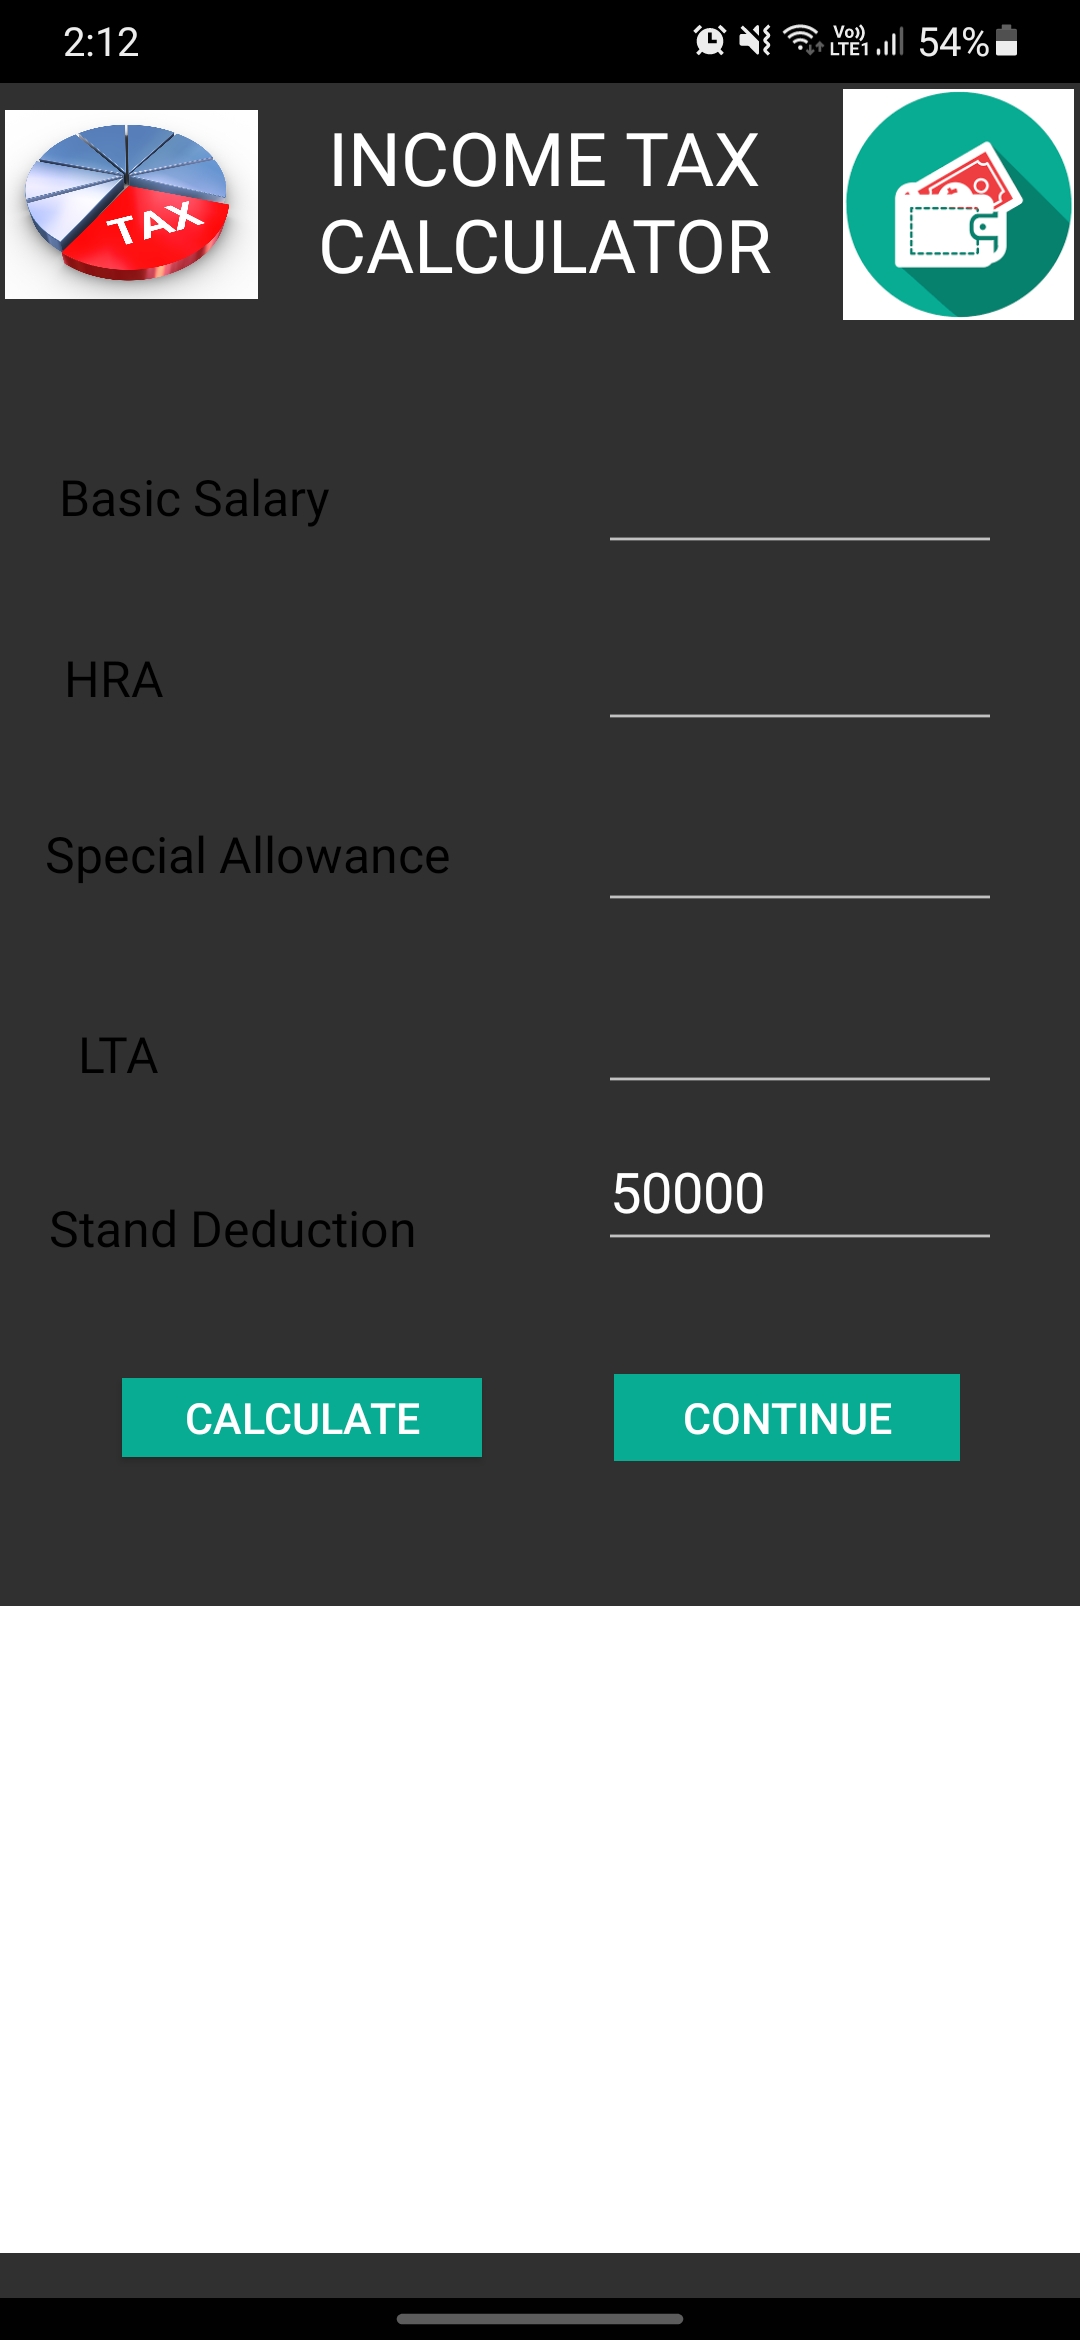 2:12 Vo)) LTE1 54%
TAX
INCOME TAX
CALCULATOR
Basic Salary
HRA
Special Allowance
LTA
Stand Deduction 50000
CALCULATE CONTINUE